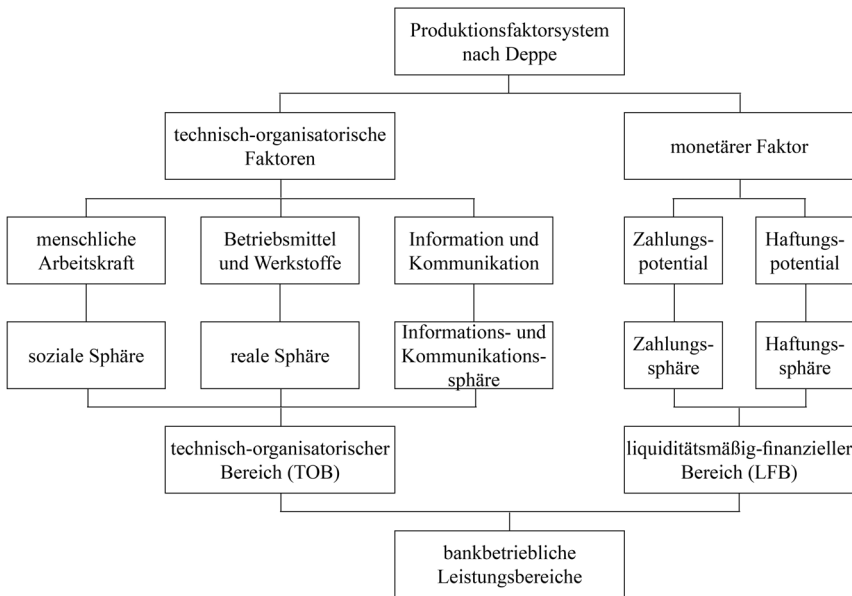 Produktionsfaktorsystem
nach Deppe
technisch-organisatorische
Faktoren
monetärer Faktor
menschliche
Arbeitskraft
Betriebsmittel
und Werkstoffe
Information und
Kommunikation
Zahlungs-
potential
Haftungs-
potential
soziale Sphäre
reale Sphäre
Informations- und
Kommunikations-
sphäre
Zahlungs-
sphäre
Haftungs-
sphäre
technisch-organisatorischer
Bereich (TOB)
liquiditätsmäßig-finanzieller
Bereich (LFB)
bankbetriebliche
Leistungsbereiche